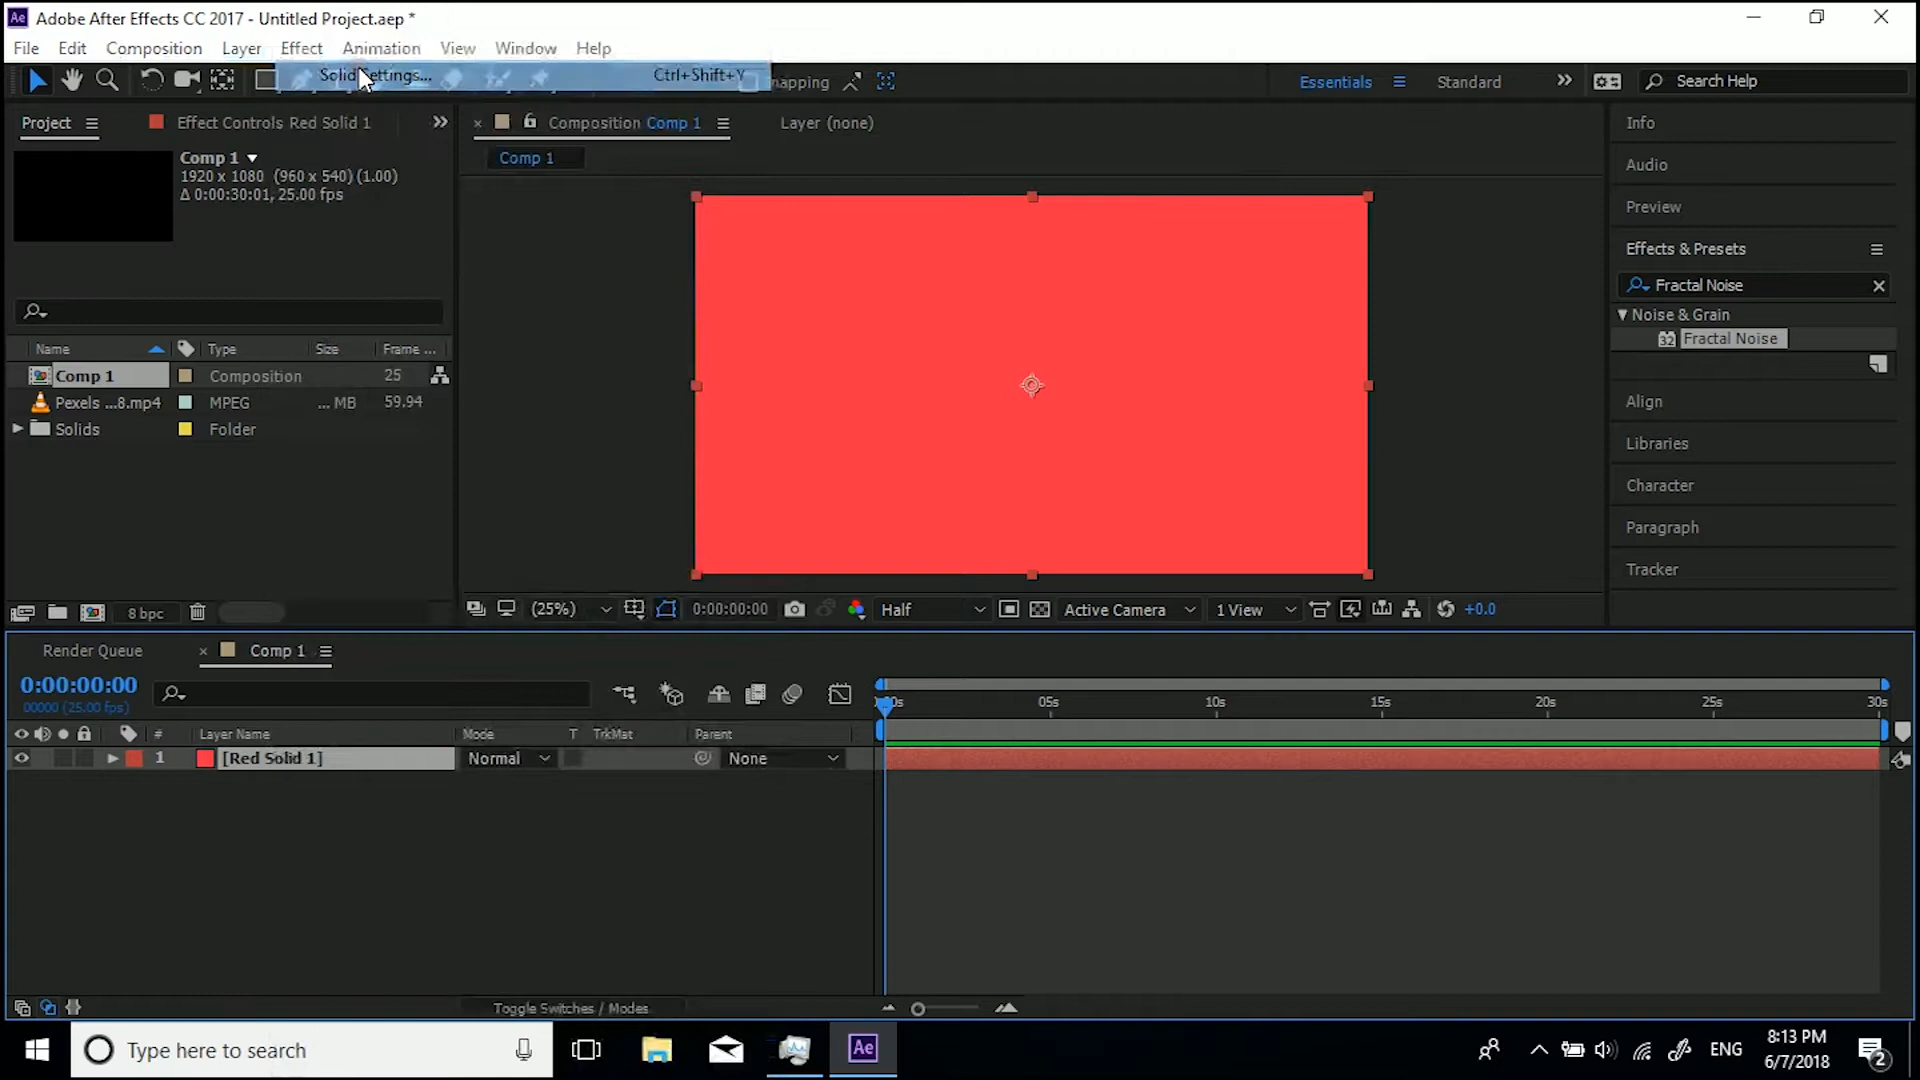 Ae Adobe After Effects CC 2017 - Untitled Project.aep *
File Edit Composition Layer Effect Animation View Window Help
Solid Settings... Ctrl+Shift+Y
mapping Essentials Standard Search Help
Project Effect Controls Red Solid 1
Composition Comp 1 Layer (none)
Comp 1
Comp 1
1920 x 1080 (960 x 540) (1.00)
Δ 0:00:30:01, 25.00 fps
Name Type Size Frame ...
Comp 1 Composition 25
Pexels ...8.mp4 MPEG ... MB 59.94
Solids Folder
8 bpc
(25%) 0:00:00:00 Half Active Camera 1 View +0.0
Info
Audio
Preview
Effects & Presets
Fractal Noise
Noise & Grain
32 Fractal Noise
Align
Libraries
Character
Paragraph
Tracker
Render Queue Comp 1
0:00:00:00
00000 (25.00 fps)
05s 10s 15s 20s 25s 30s
# Layer Name Mode T TrkMat Parent
1 [Red Solid 1] Normal None
Toggle Switches / Modes
Type here to search
Ae
ENG
8:13 PM
6/7/2018
2